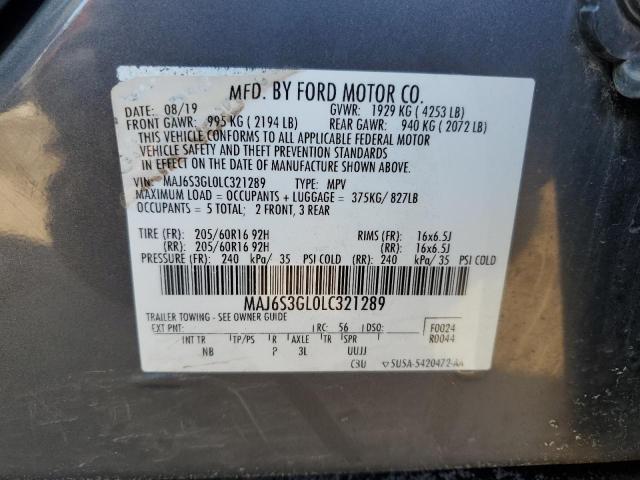 MFD. BY FORD MOTOR CO.
DATE: 08/19 GVWR: 1929 KG ( 4253 LB)
FRONT GAWR: 995 KG ( 2194 LB) REAR GAWR: 940 KG ( 2072 LB)
THIS VEHICLE CONFORMS TO ALL APPLICABLE FEDERAL MOTOR
VEHICLE SAFETY AND THEFT PREVENTION STANDARDS
IN EFFECT ON THE DATE OF MANUFACTURE SHOWN ABOVE.
VIN: MAJ6S3GL0LC321289 TYPE: MPV
MAXIMUM LOAD = OCCUPANTS + LUGGAGE = 375KG/ 827LB
OCCUPANTS = 5 TOTAL; 2 FRONT, 3 REAR
TIRE (FR): 205/60R16 92H RIMS (FR): 16x6.5J
(RR): 205/60R16 92H (RR): 16x6.5J
PRESSURE (FR): 240 kPa/ 35 PSI COLD (RR): 240 kPa/ 35 PSI COLD
MAJ6S3GL0LC321289
TRAILER TOWING - SEE OWNER GUIDE
EXT PNT: RC: 56 DSO: F0024
INT TR TP/PS R AXLE TR SPR R0044
NB 3L UUJJ
5USA-5420472-AA